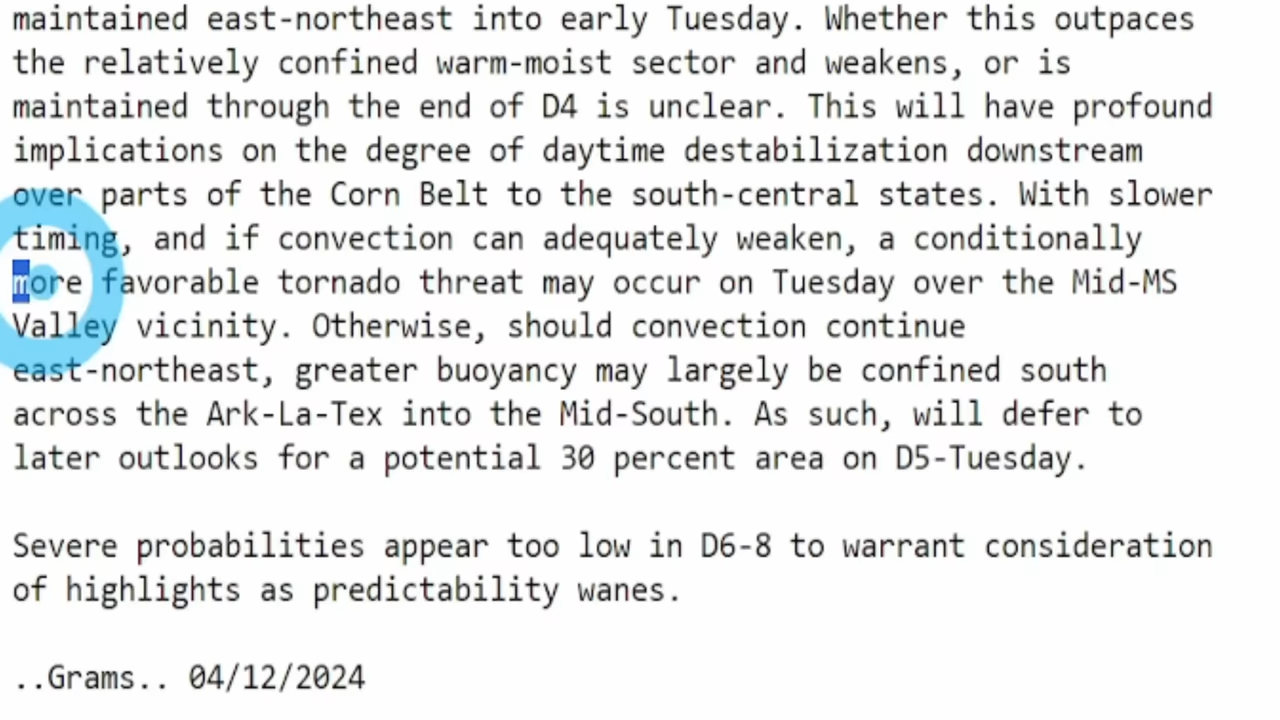 maintained east-northeast into early Tuesday. Whether this outpaces
the relatively confined warm-moist sector and weakens, or is
maintained through the end of D4 is unclear. This will have profound
implications on the degree of daytime destabilization downstream
over parts of the Corn Belt to the south-central states. With slower
timing, and if convection can adequately weaken, a conditionally
more favorable tornado threat may occur on Tuesday over the Mid-MS
Valley vicinity. Otherwise, should convection continue
east-northeast, greater buoyancy may largely be confined south
across the Ark-La-Tex into the Mid-South. As such, will defer to
later outlooks for a potential 30 percent area on D5-Tuesday.
Severe probabilities appear too low in D6-8 to warrant consideration
of highlights as predictability wanes.
..Grams.. 04/12/2024